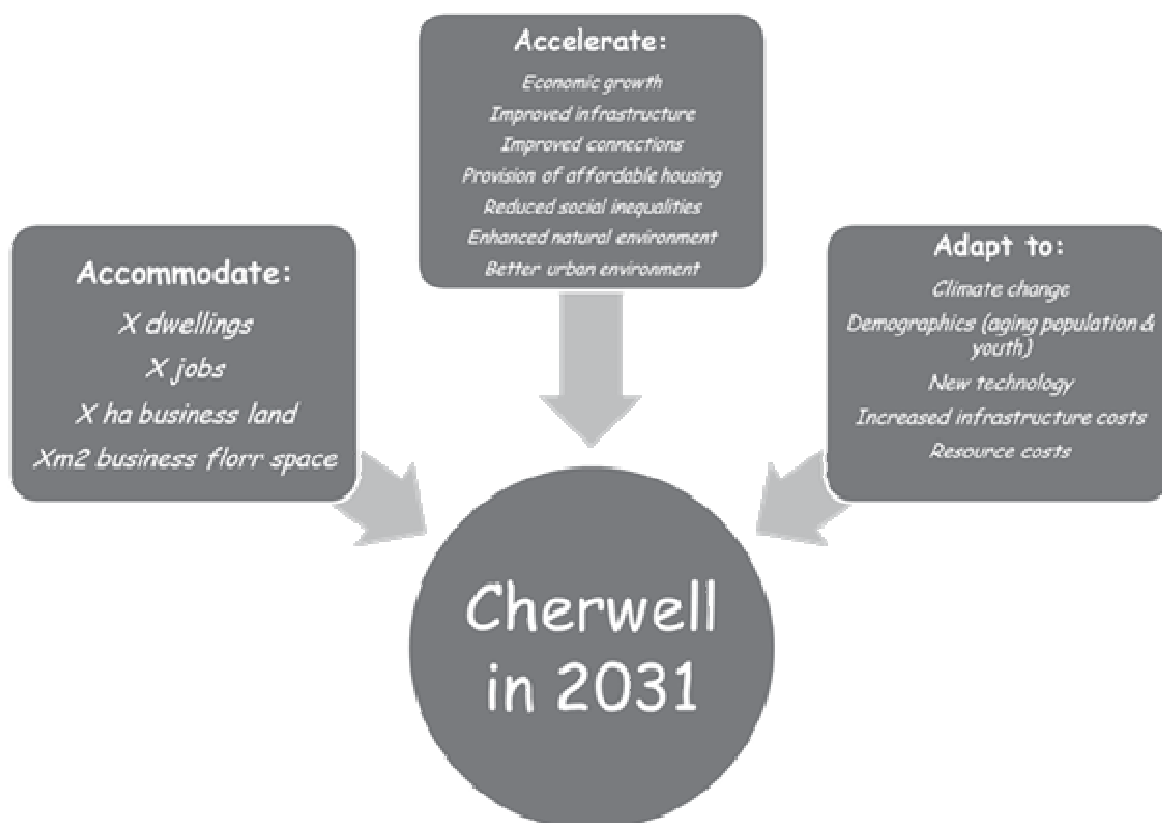 Accelerate:
Economic growth
Improved infrastructure
Improved connections
Provision of affordable housing
Reduced social inequalities
Enhanced natural environment
Better urban environment
Accommodate:
X dwellings
X jobs
X ha business land
Xm2 business florr space
Adapt to:
Climate change
Demographics (aging population &
youth)
New technology
Increased infrastructure costs
Resource costs
Cherwell
in 2031